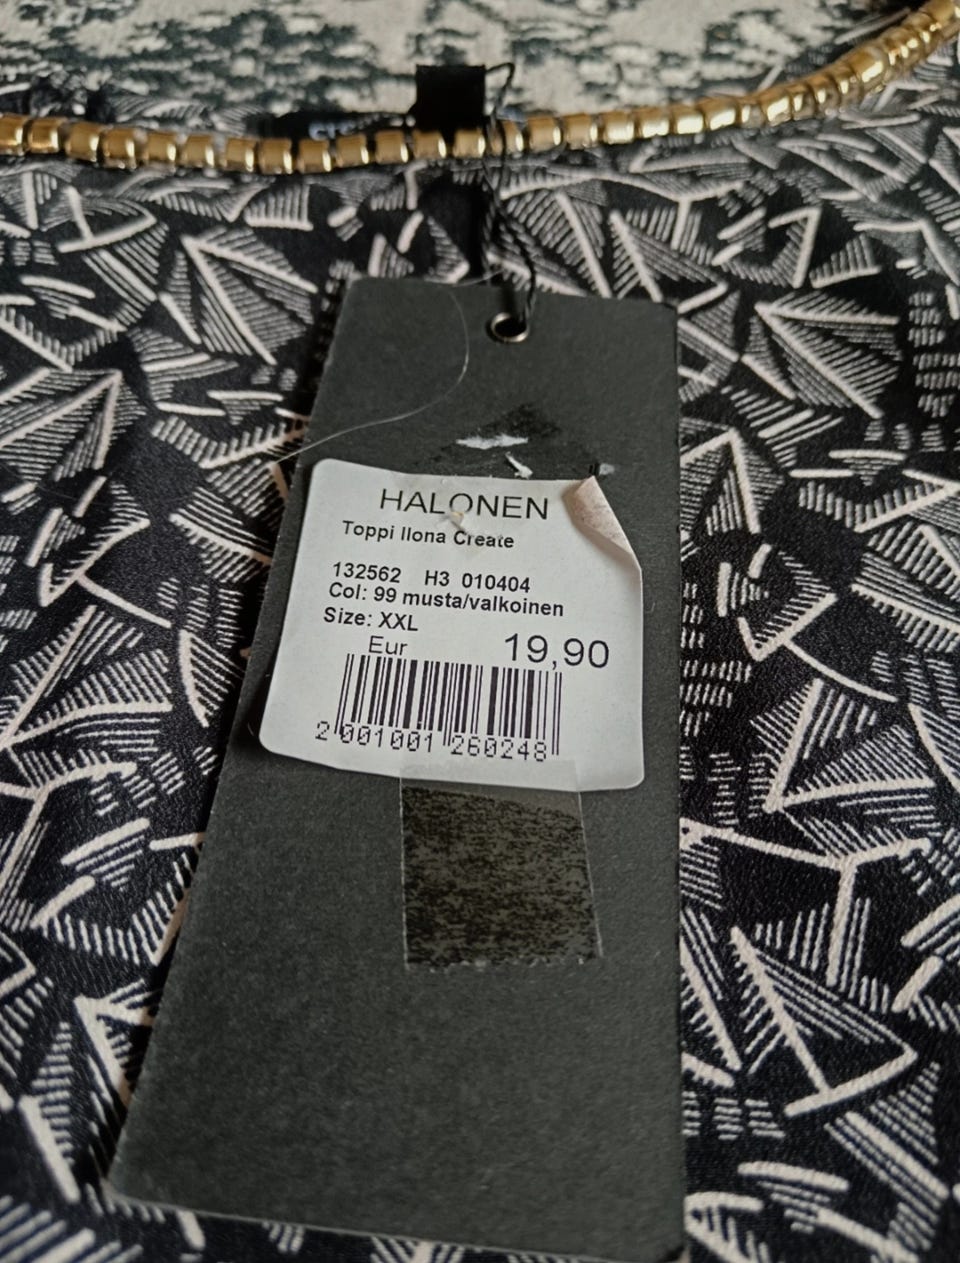 HALONEN
Toppi Ilona Create
132562 H3 010404
Col: 99 musta/valkoinen
Size: XXL
Eur 19,90
2 001001 260248